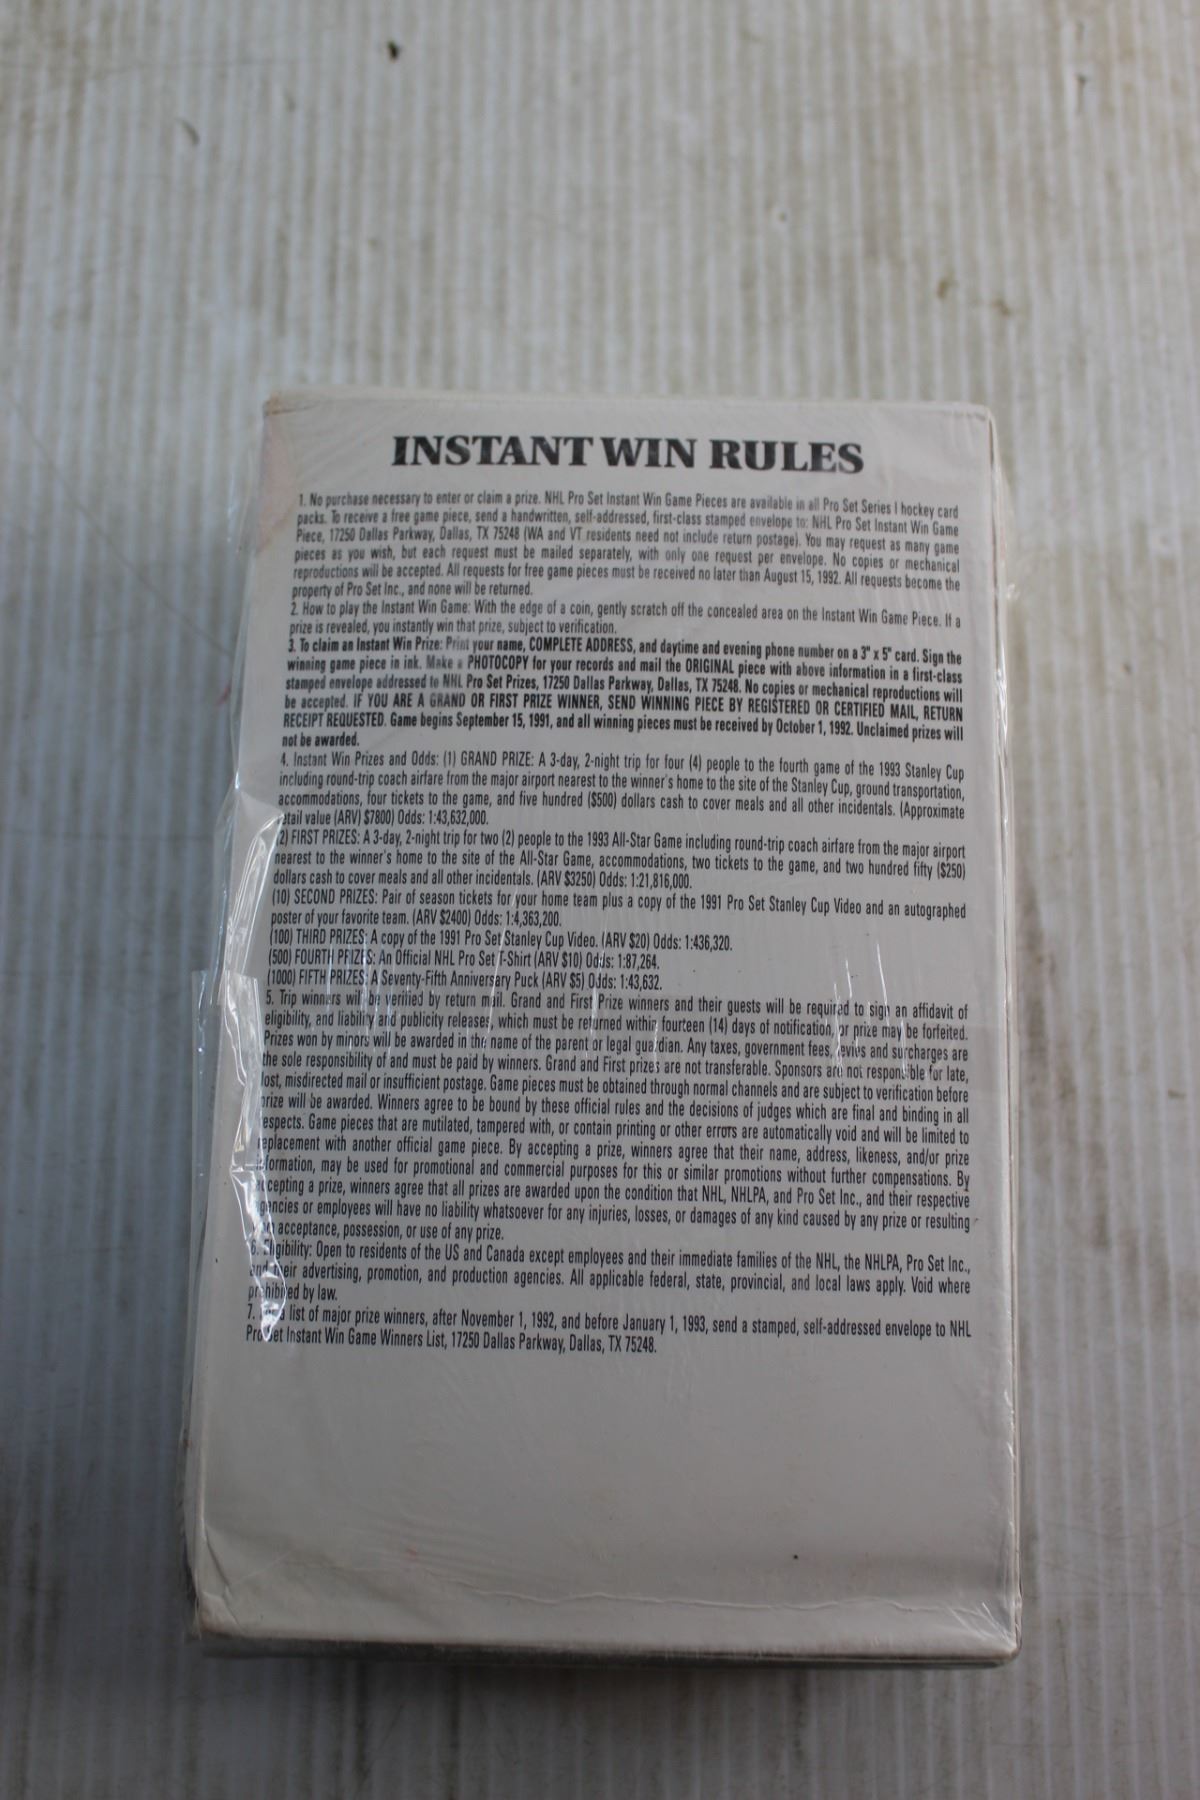 INSTANT WIN RULES
1. No purchase necessary to enter or claim a prize. NHL Pro Set Instant Win Game Pieces are available in all Pro Set Series I hockey card
packs. To receive a free game piece, send a handwritten, self-addressed, first-class stamped envelope to: NHL Pro Set Instant Win Game
Piece, 17250 Dallas Parkway, Dallas, TX 75248 (WA and VT residents need not include return postage). You may request as many game
pieces as you wish, but each request must be mailed separately, with only one request per envelope. No copies or mechanical
reproductions will be accepted. All requests for free game pieces must be received no later than August 15, 1992. All requests become the
property of Pro Set Inc., and none will be returned.
2. How to play the Instant Win Game: With the edge of a coin, gently scratch off the concealed area on the Instant Win Game Piece. If a
prize is revealed, you instantly win that prize, subject to verification.
3. To claim an Instant Win Prize: Print your name, COMPLETE ADDRESS, and daytime and evening phone number on a 3" x 5" card. Sign the
winning game piece in ink. Make a PHOTOCOPY for your records and mail the ORIGINAL piece with above information in a first-class
stamped envelope addressed to NHL Pro Set Prizes, 17250 Dallas Parkway, Dallas, TX 75248. No copies or mechanical reproductions will
be accepted. IF YOU ARE A GRAND OR FIRST PRIZE WINNER, SEND WINNING PIECE BY REGISTERED OR CERTIFIED MAIL, RETURN
RECEIPT REQUESTED. Game begins September 15, 1991, and all winning pieces must be received by October 1, 1992. Unclaimed prizes will
not be awarded.
4. Instant Win Prizes and Odds: (1) GRAND PRIZE: A 3-day, 2-night trip for four (4) people to the fourth game of the 1993 Stanley Cup
including round-trip coach airfare from the major airport nearest to the winner's home to the site of the Stanley Cup, ground transportation,
accommodations, four tickets to the game, and five hundred ($500) dollars cash to cover meals and all other incidentals. (Approximate
retail value (ARV) $7800) Odds: 1:43,632,000.
(2) FIRST PRIZES: A 3-day, 2-night trip for two (2) people to the 1993 All-Star Game including round-trip coach airfare from the major airport
nearest to the winner's home to the site of the All-Star Game, accommodations, two tickets to the game, and two hundred fifty ($250)
dollars cash to cover meals and all other incidentals. (ARV $3250) Odds: 1:21,816,000.
(10) SECOND PRIZES: Pair of season tickets for your home team plus a copy of the 1991 Pro Set Stanley Cup Video and an autographed
poster of your favorite team. (ARV $2400) Odds: 1:4,363,200.
(100) THIRD PRIZES: A copy of the 1991 Pro Set Stanley Cup Video. (ARV $20) Odds: 1:436,320.
(500) FOURTH PRIZES: An Official NHL Pro Set T-Shirt (ARV $10) Odds: 1:87,264.
(1000) FIFTH PRIZES: A Seventy-Fifth Anniversary Puck (ARV $5) Odds: 1:43,632.
5. Trip winners will be verified by return mail. Grand and First Prize winners and their guests will be required to sign an affidavit of
eligibility, and liability and publicity releases, which must be returned within fourteen (14) days of notification, or prize may be forfeited.
Prizes won by minors will be awarded in the name of the parent or legal guardian. Any taxes, government fees, levies and surcharges are
the sole responsibility of and must be paid by winners. Grand and First prizes are not transferable. Sponsors are not responsible for late,
lost, misdirected mail or insufficient postage. Game pieces must be obtained through normal channels and are subject to verification before
prize will be awarded. Winners agree to be bound by these official rules and the decisions of judges which are final and binding in all
respects. Game pieces that are mutilated, tampered with, or contain printing or other errors are automatically void and will be limited to
replacement with another official game piece. By accepting a prize, winners agree that their name, address, likeness, and/or prize
information, may be used for promotional and commercial purposes for this or similar promotions without further compensations. By
accepting a prize, winners agree that all prizes are awarded upon the condition that NHL, NHLPA, and Pro Set Inc., and their respective
agencies or employees will have no liability whatsoever for any injuries, losses, or damages of any kind caused by any prize or resulting
from acceptance, possession, or use of any prize.
6. Eligibility: Open to residents of the US and Canada except employees and their immediate families of the NHL, the NHLPA, Pro Set Inc.,
and their advertising, promotion, and production agencies. All applicable federal, state, provincial, and local laws apply. Void where
prohibited by law.
7. For a list of major prize winners, after November 1, 1992, and before January 1, 1993, send a stamped, self-addressed envelope to NHL
Pro Set Instant Win Game Winners List, 17250 Dallas Parkway, Dallas, TX 75248.